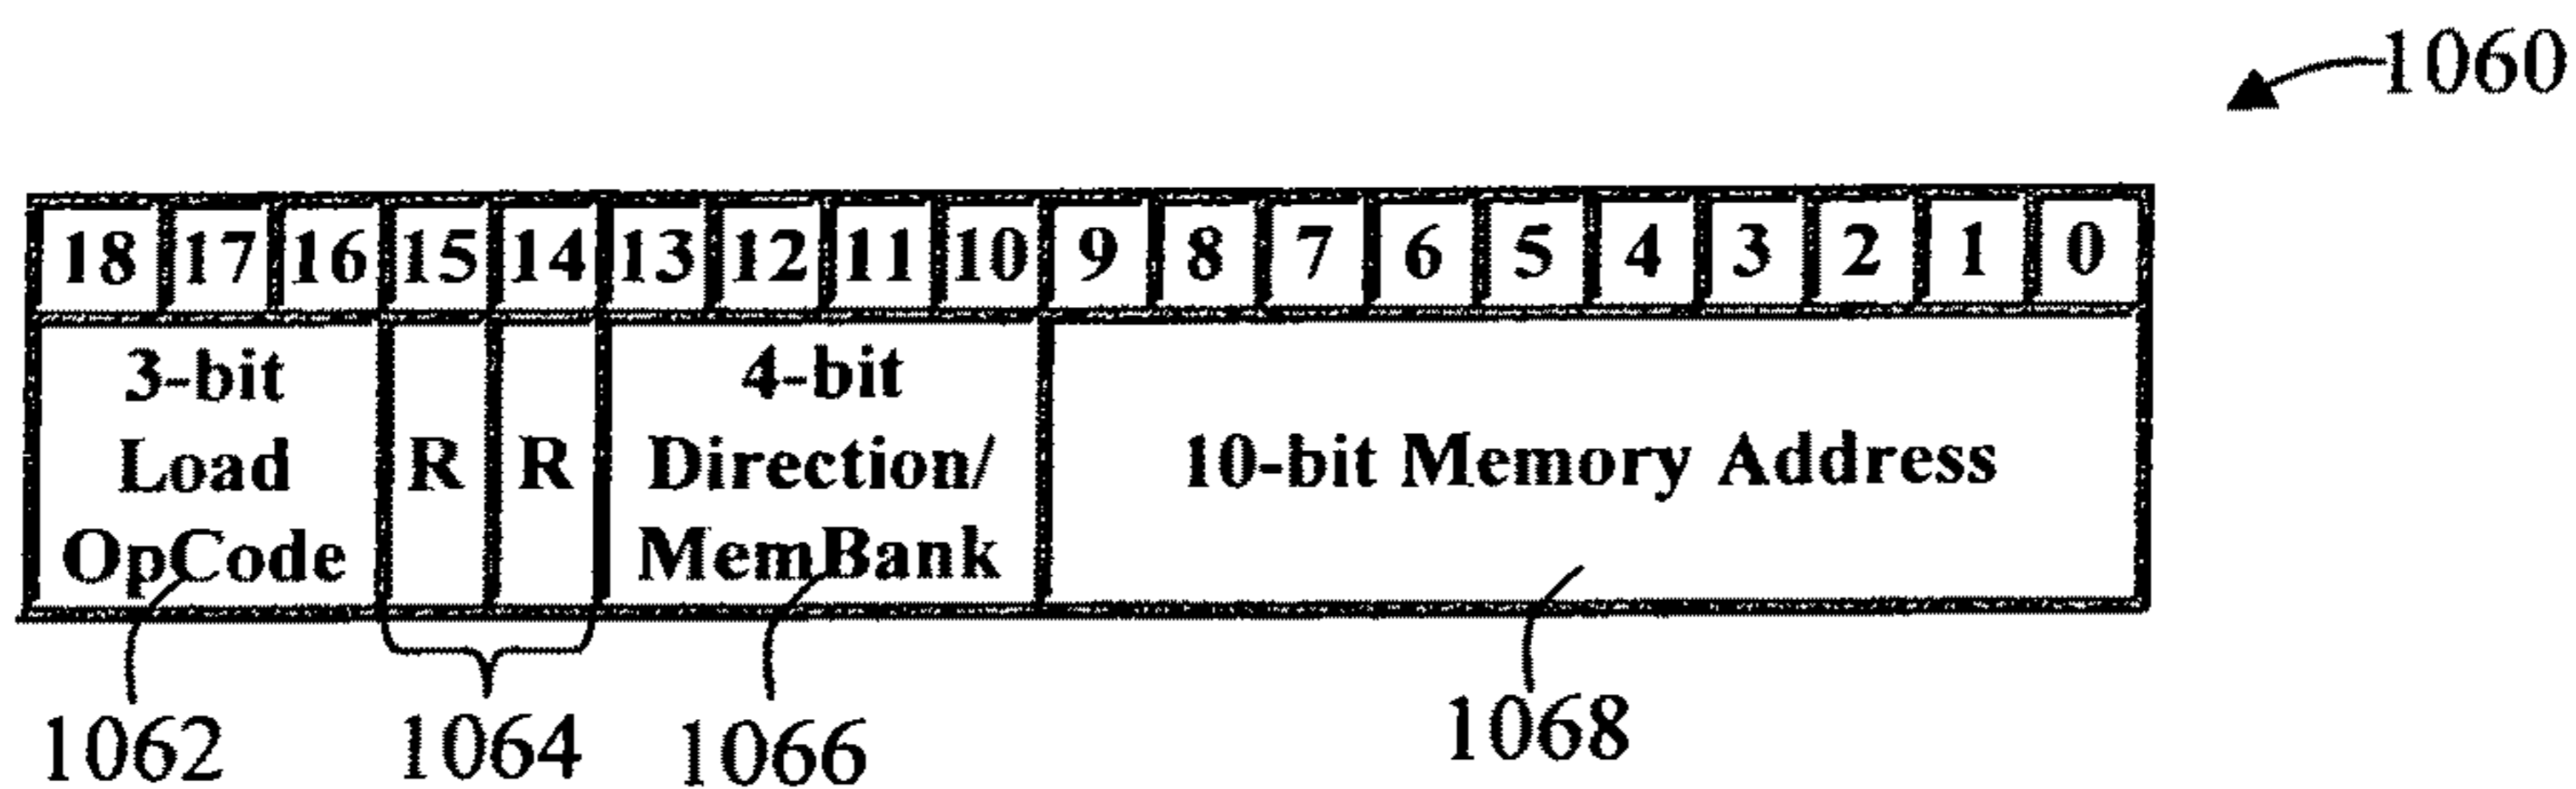 1060
18 17 16 15 14 13 12 11 10 9 8 7 6 5 4 3 2 1 0
3-bit
Load
OpCode
R R
4-bit
Direction/
MemBank
10-bit Memory Address
1062 1064 1066 1068